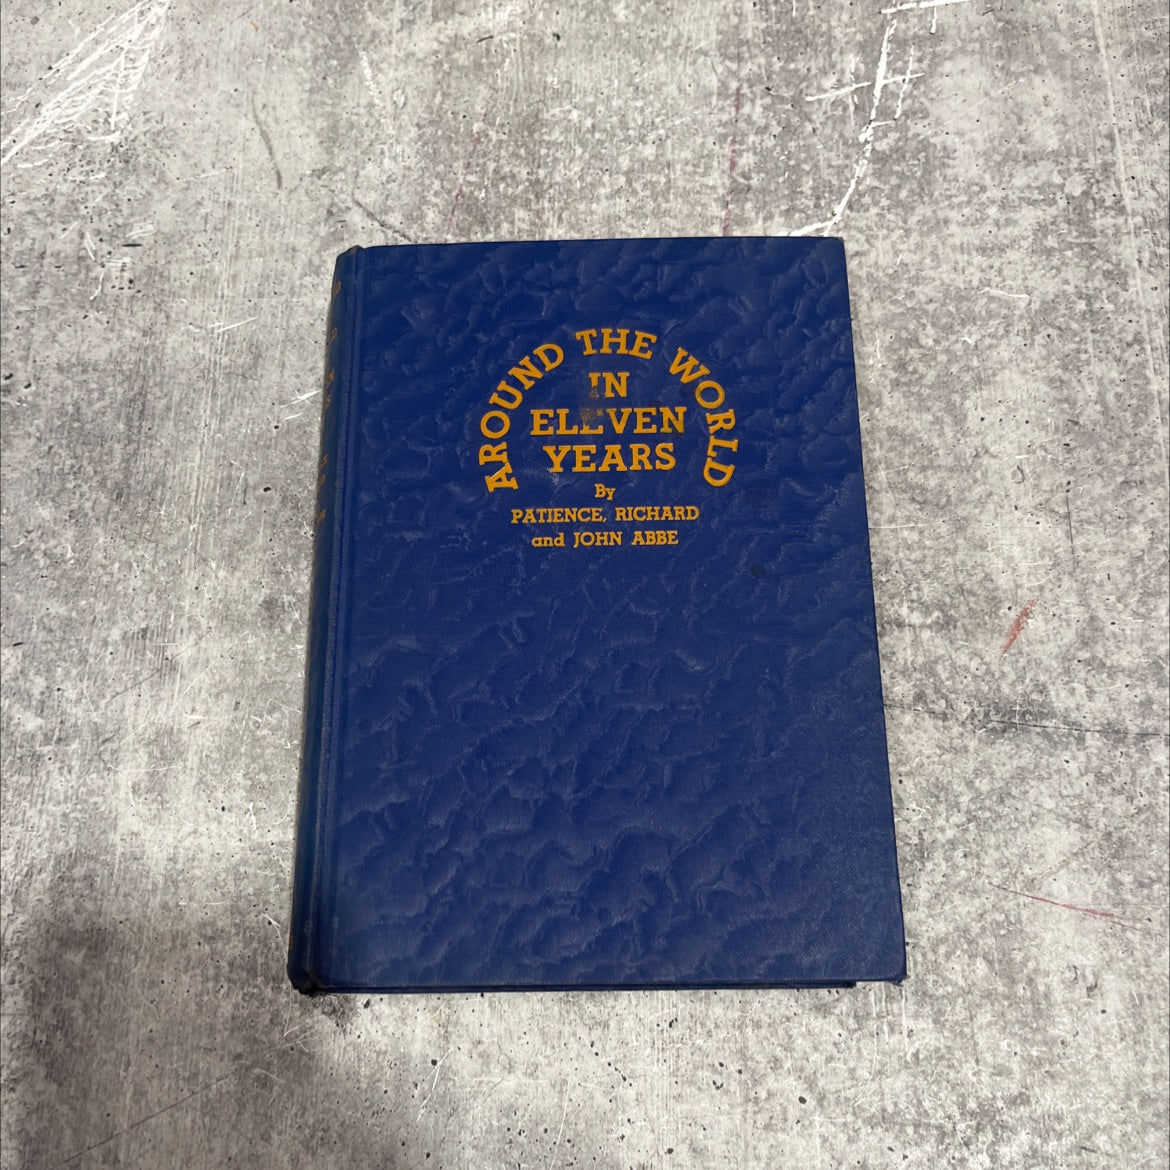 AROUND THE WORLD
IN
ELEVEN
YEARS
By
PATIENCE, RICHARD
and JOHN ABBE